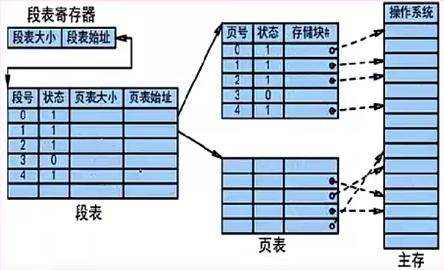 段表寄存器
段表大小 段表始址
段号 状态 页表大小 页表始址
0 1
1 1
2 1
3 0
4 1
段表
页号 状态 存储块#
0 1
1 1
2 1
3 0
4 1
页表
操作系统
主存